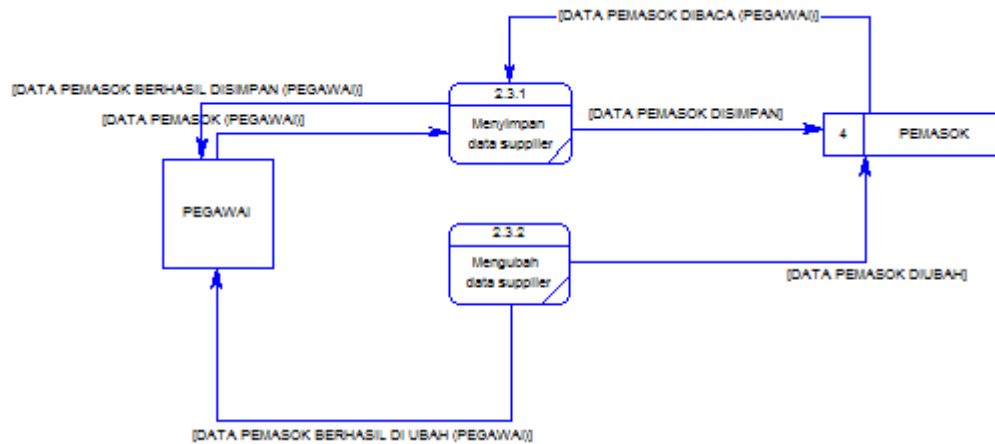 [DATA PEMASOK DIBACA (PEGAWAI)]
[DATA PEMASOK BERHASIL DISIMPAN (PEGAWAI)]
2.3.1
[DATA PEMASOK (PEGAWAI)]
[DATA PEMASOK DISIMPAN]
Menyimpan
data supplier
4
PEMASOK
PEGAWAI
2.3.2
Mengubah
data supplier
[DATA PEMASOK DIUBAH]
[DATA PEMASOK BERHASIL DI UBAH (PEGAWAI)]